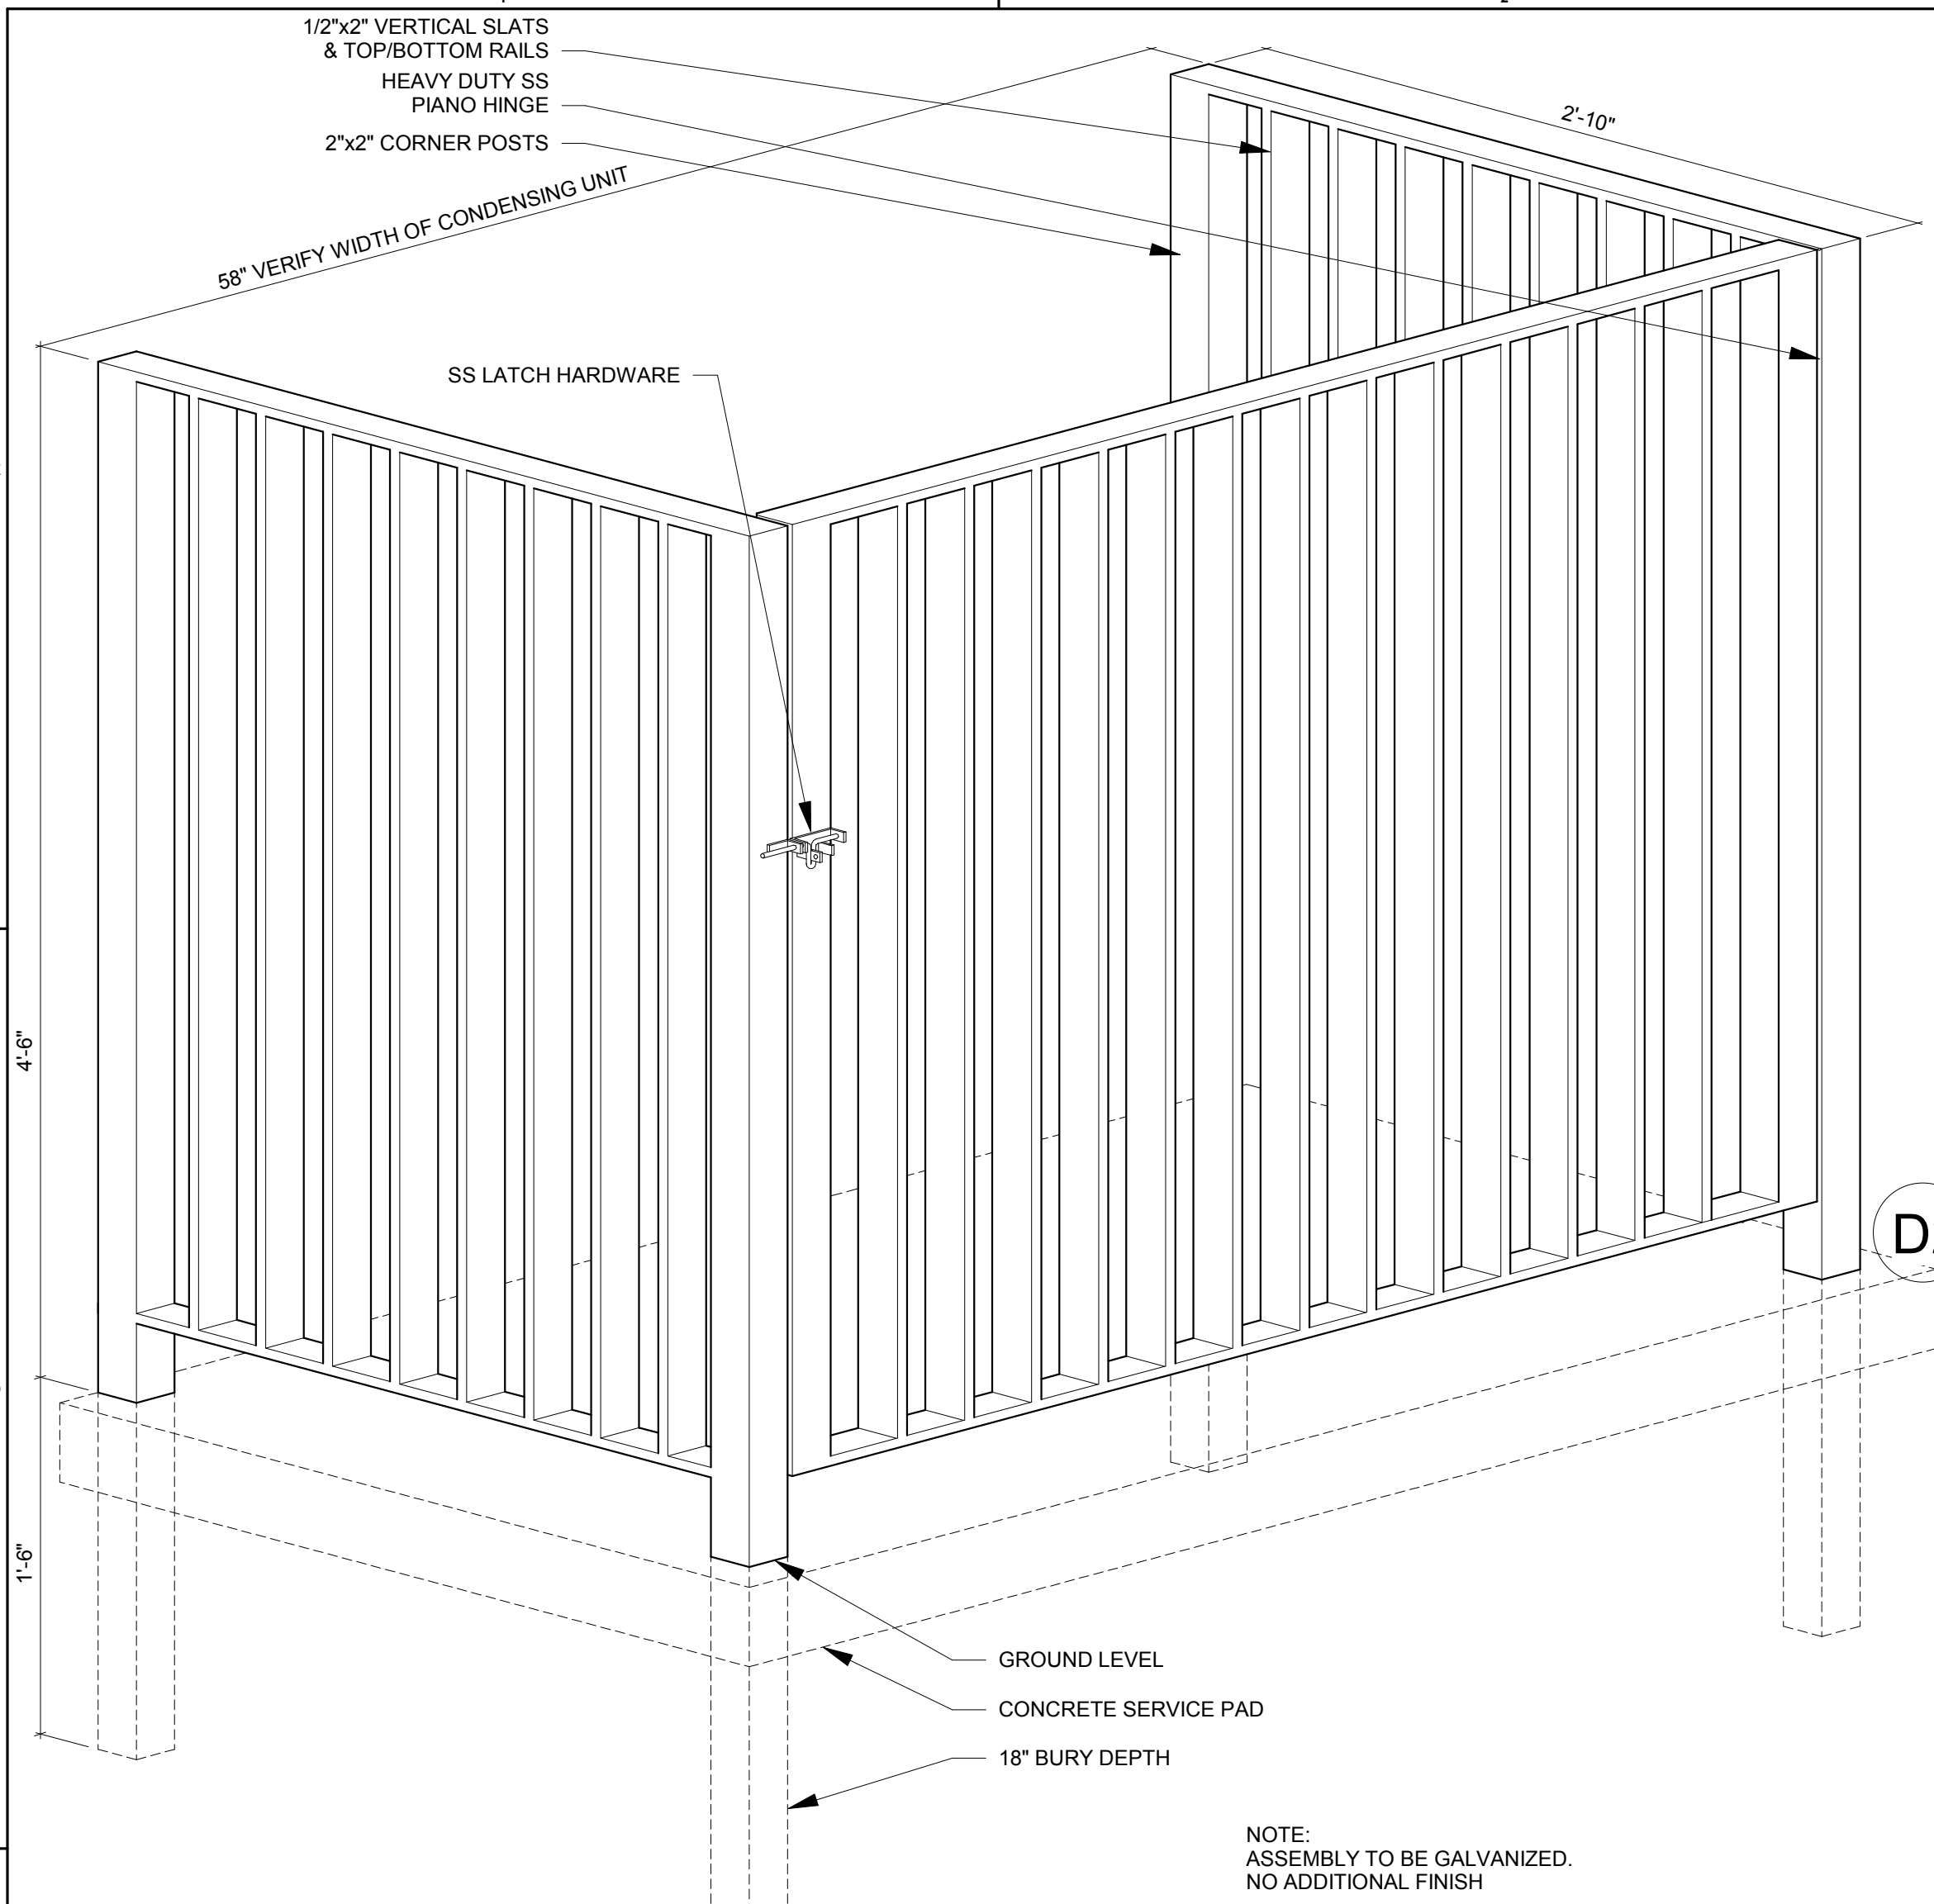 1/2"x2" VERTICAL SLATS
& TOP/BOTTOM RAILS
HEAVY DUTY SS
PIANO HINGE
2"x2" CORNER POSTS
2'-10"
58" VERIFY WIDTH OF CONDENSING UNIT
SS LATCH HARDWARE
4'-6"
1'-6"
GROUND LEVEL
CONCRETE SERVICE PAD
18" BURY DEPTH
NOTE:
ASSEMBLY TO BE GALVANIZED.
NO ADDITIONAL FINISH